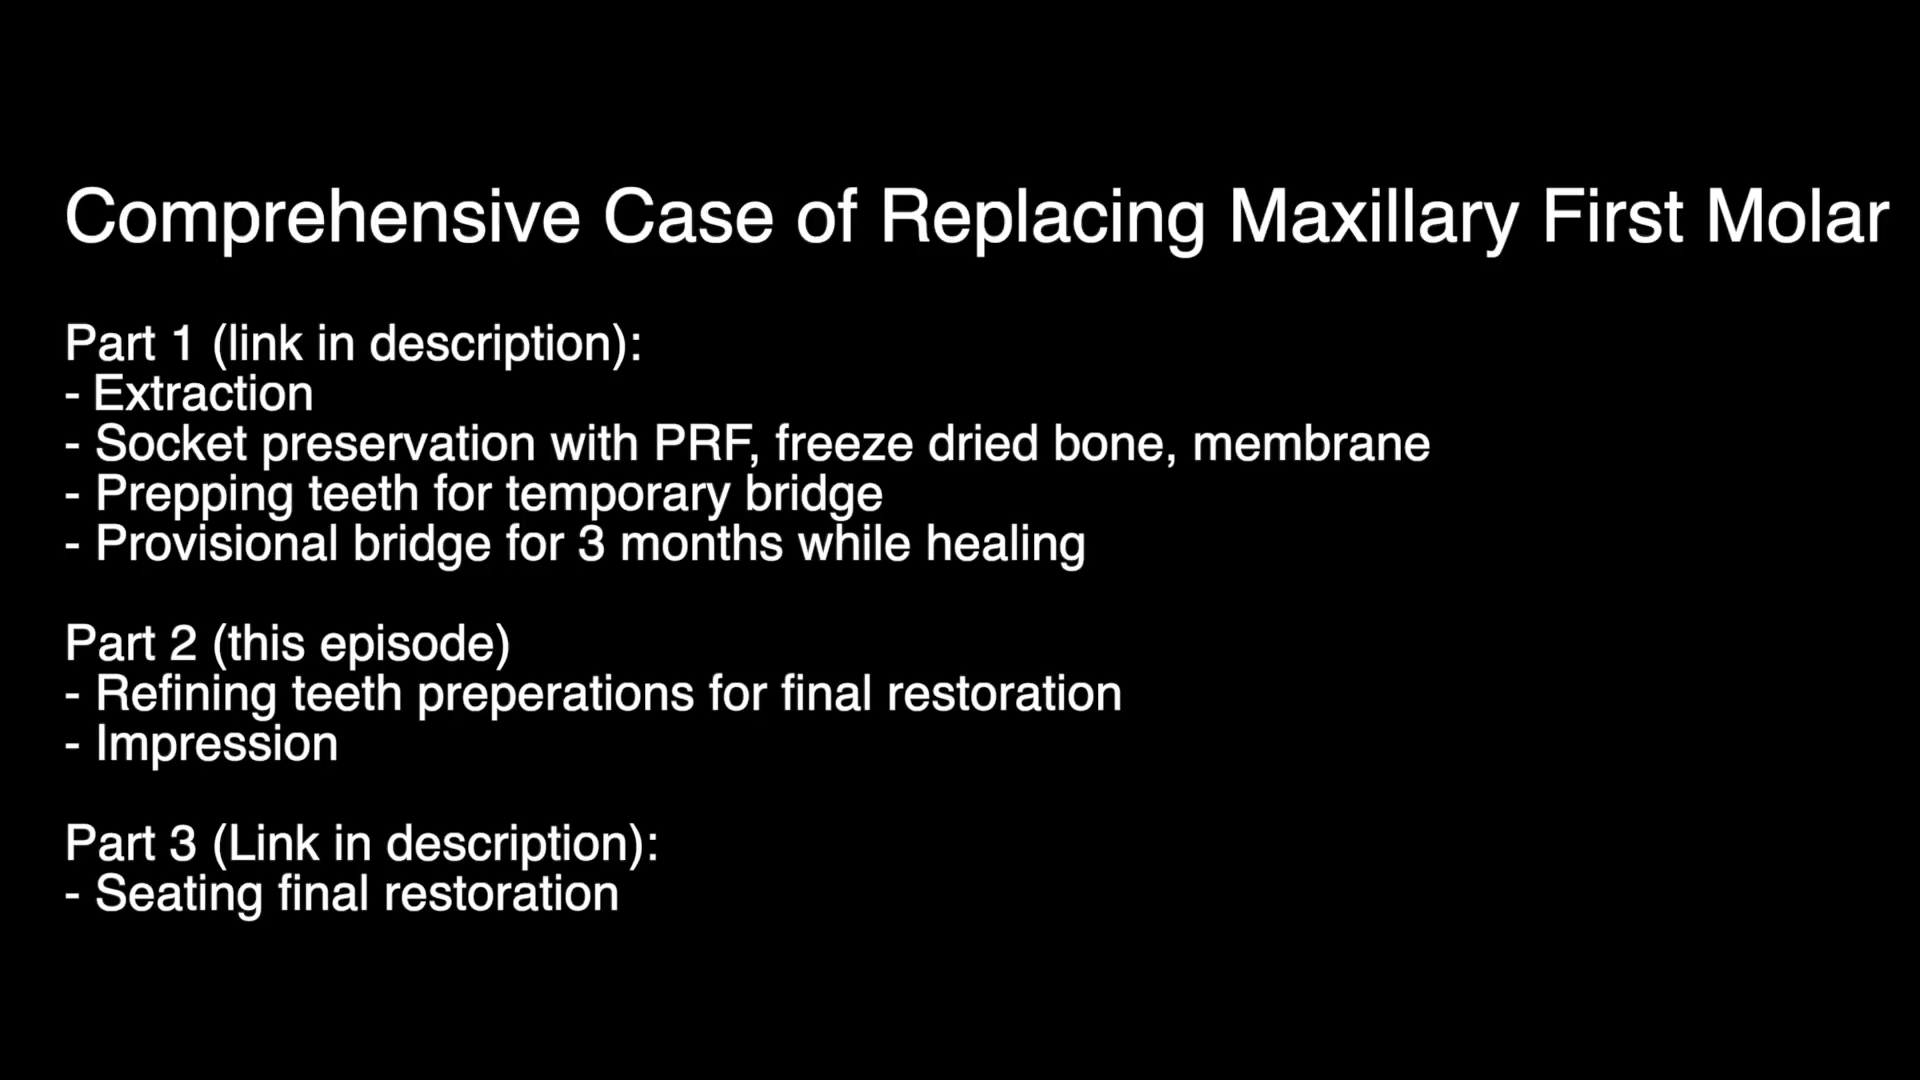 Comprehensive Case of Replacing Maxillary First Molar
Part 1 (link in description):
- Extraction
- Socket preservation with PRF, freeze dried bone, membrane
- Prepping teeth for temporary bridge
- Provisional bridge for 3 months while healing
Part 2 (this episode)
- Refining teeth preperations for final restoration
- Impression
Part 3 (Link in description):
- Seating final restoration